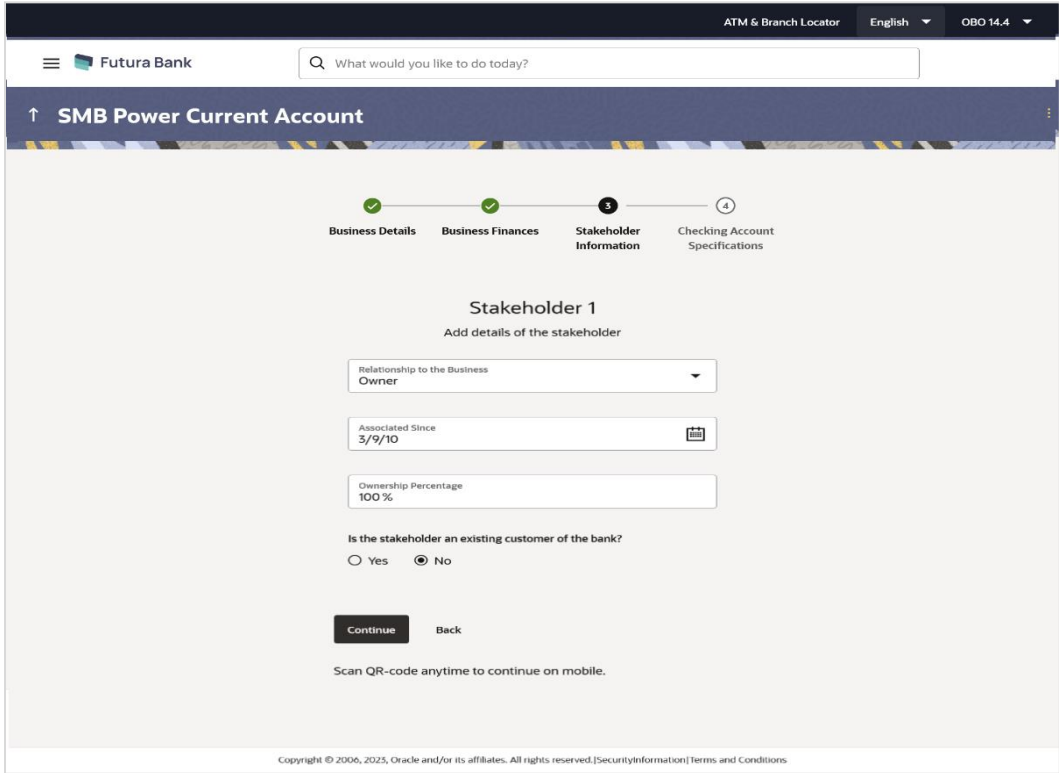 ATM & Branch Locator English OBO 14.4
Futura Bank What would you like to do today?
SMB Power Current Account
3 4
Business Details Business Finances Stakeholder Information Checking Account Specifications
Stakeholder 1
Add details of the stakeholder
Relationship to the Business
Owner
Associated Since
3/9/10
Ownership Percentage
100 %
Is the stakeholder an existing customer of the bank?
Yes No
Continue Back
Scan QR-code anytime to continue on mobile.
Copyright © 2006, 2023, Oracle and/or its affiliates. All rights reserved.|SecurityInformation|Terms and Conditions